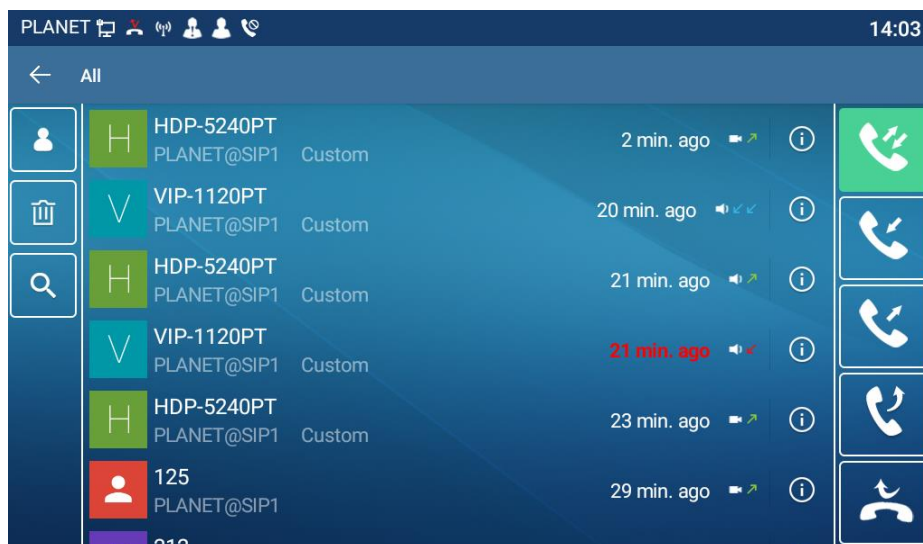 PLANET 14:03
All
H HDP-5240PT
PLANET@SIP1 Custom
2 min. ago
V VIP-1120PT
PLANET@SIP1 Custom
20 min. ago
H HDP-5240PT
PLANET@SIP1 Custom
21 min. ago
V VIP-1120PT
PLANET@SIP1 Custom
21 min. ago
H HDP-5240PT
PLANET@SIP1 Custom
23 min. ago
125
PLANET@SIP1
29 min. ago